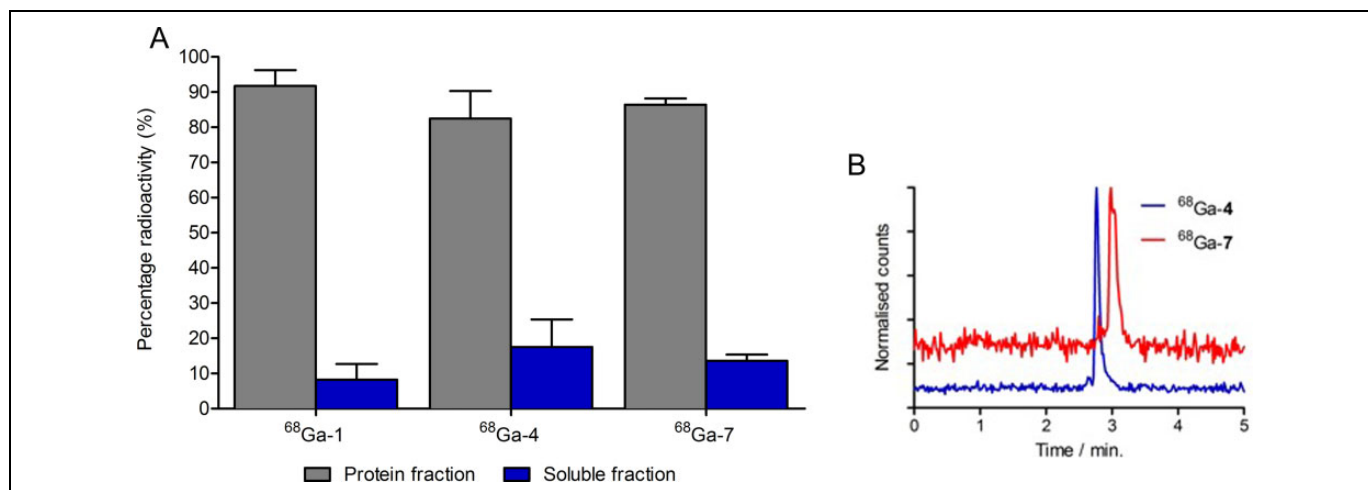 A
100
90
80
70
60
50
40
30
20
10
0
Percentage radioactivity (%)
⁶⁸Ga-1
⁶⁸Ga-4
⁶⁸Ga-7
Protein fraction
Soluble fraction
B
Normalised counts
⁶⁸Ga-4
⁶⁸Ga-7
0 1 2 3 4 5
Time / min.